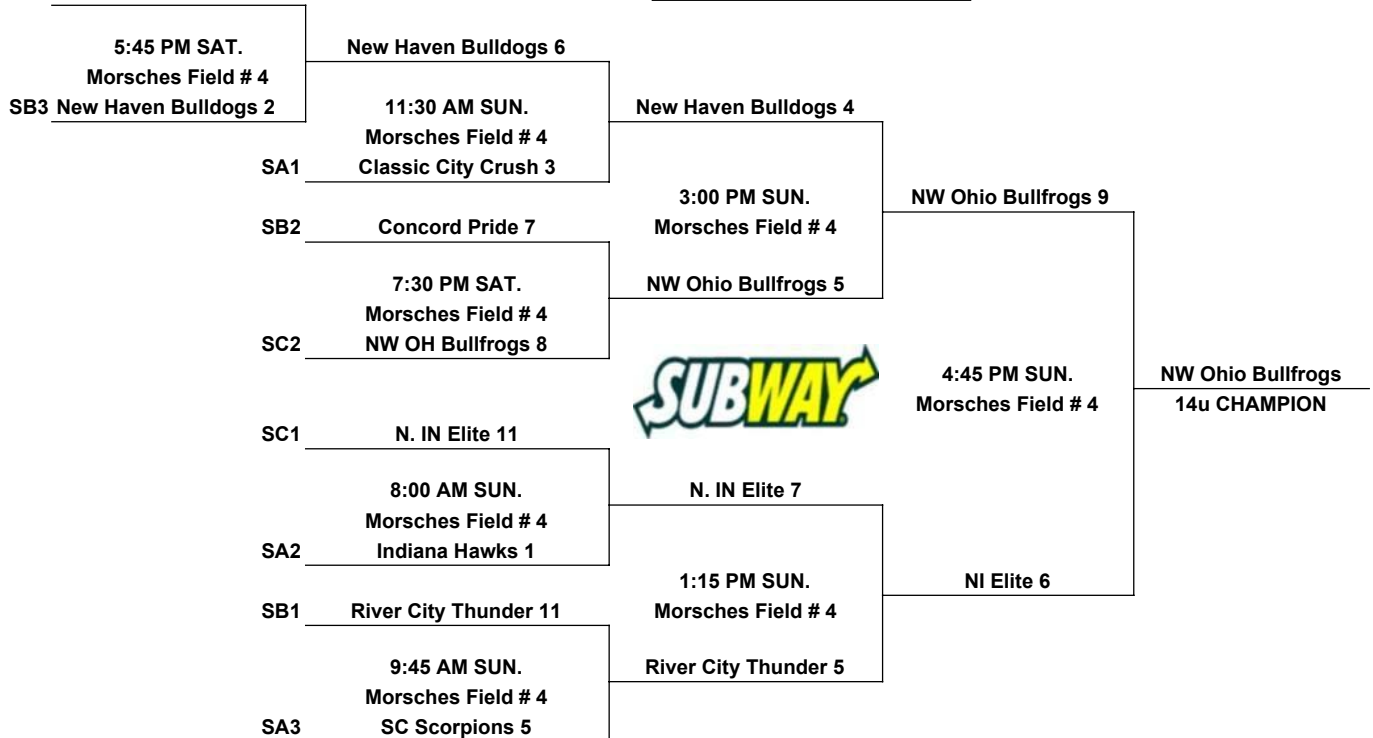 5:45 PM SAT.
New Haven Bulldogs 6
Morsches Field # 4
SB3 New Haven Bulldogs 2
11:30 AM SUN.
New Haven Bulldogs 4
Morsches Field # 4
SA1 Classic City Crush 3
3:00 PM SUN.
NW Ohio Bullfrogs 9
SB2 Concord Pride 7
Morsches Field # 4
7:30 PM SAT.
NW Ohio Bullfrogs 5
Morsches Field # 4
SC2 NW OH Bullfrogs 8
SUBWAY
4:45 PM SUN.
NW Ohio Bullfrogs
Morsches Field # 4
14u CHAMPION
SC1 N. IN Elite 11
8:00 AM SUN.
N. IN Elite 7
Morsches Field # 4
SA2 Indiana Hawks 1
1:15 PM SUN.
NI Elite 6
SB1 River City Thunder 11
Morsches Field # 4
9:45 AM SUN.
River City Thunder 5
Morsches Field # 4
SA3 SC Scorpions 5